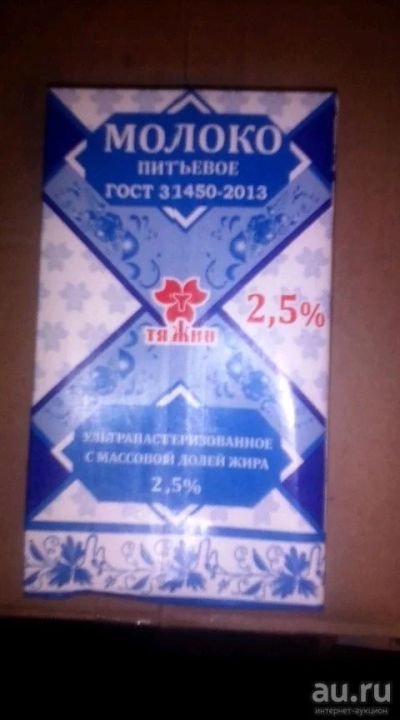 МОЛОКО
ПИТЬЕВОЕ
ГОСТ 31450-2013
тяжин
2,5%
УЛЬТРАПАСТЕРИЗОВАННОЕ
С МАССОВОЙ ДОЛЕЙ ЖИРА
2,5%
au.ru
интернет-аукцион